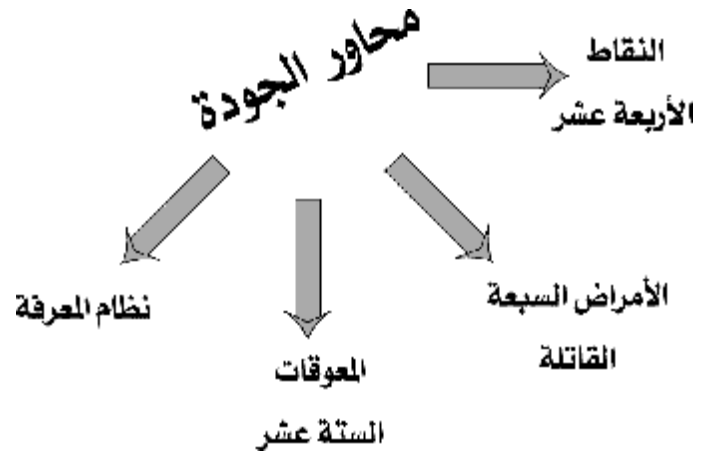 محاور الجودة
النقاط
الأربعة عشر
الأمراض السبعة
القاتلة
المعوقات
الستة عشر
نظام المعرفة